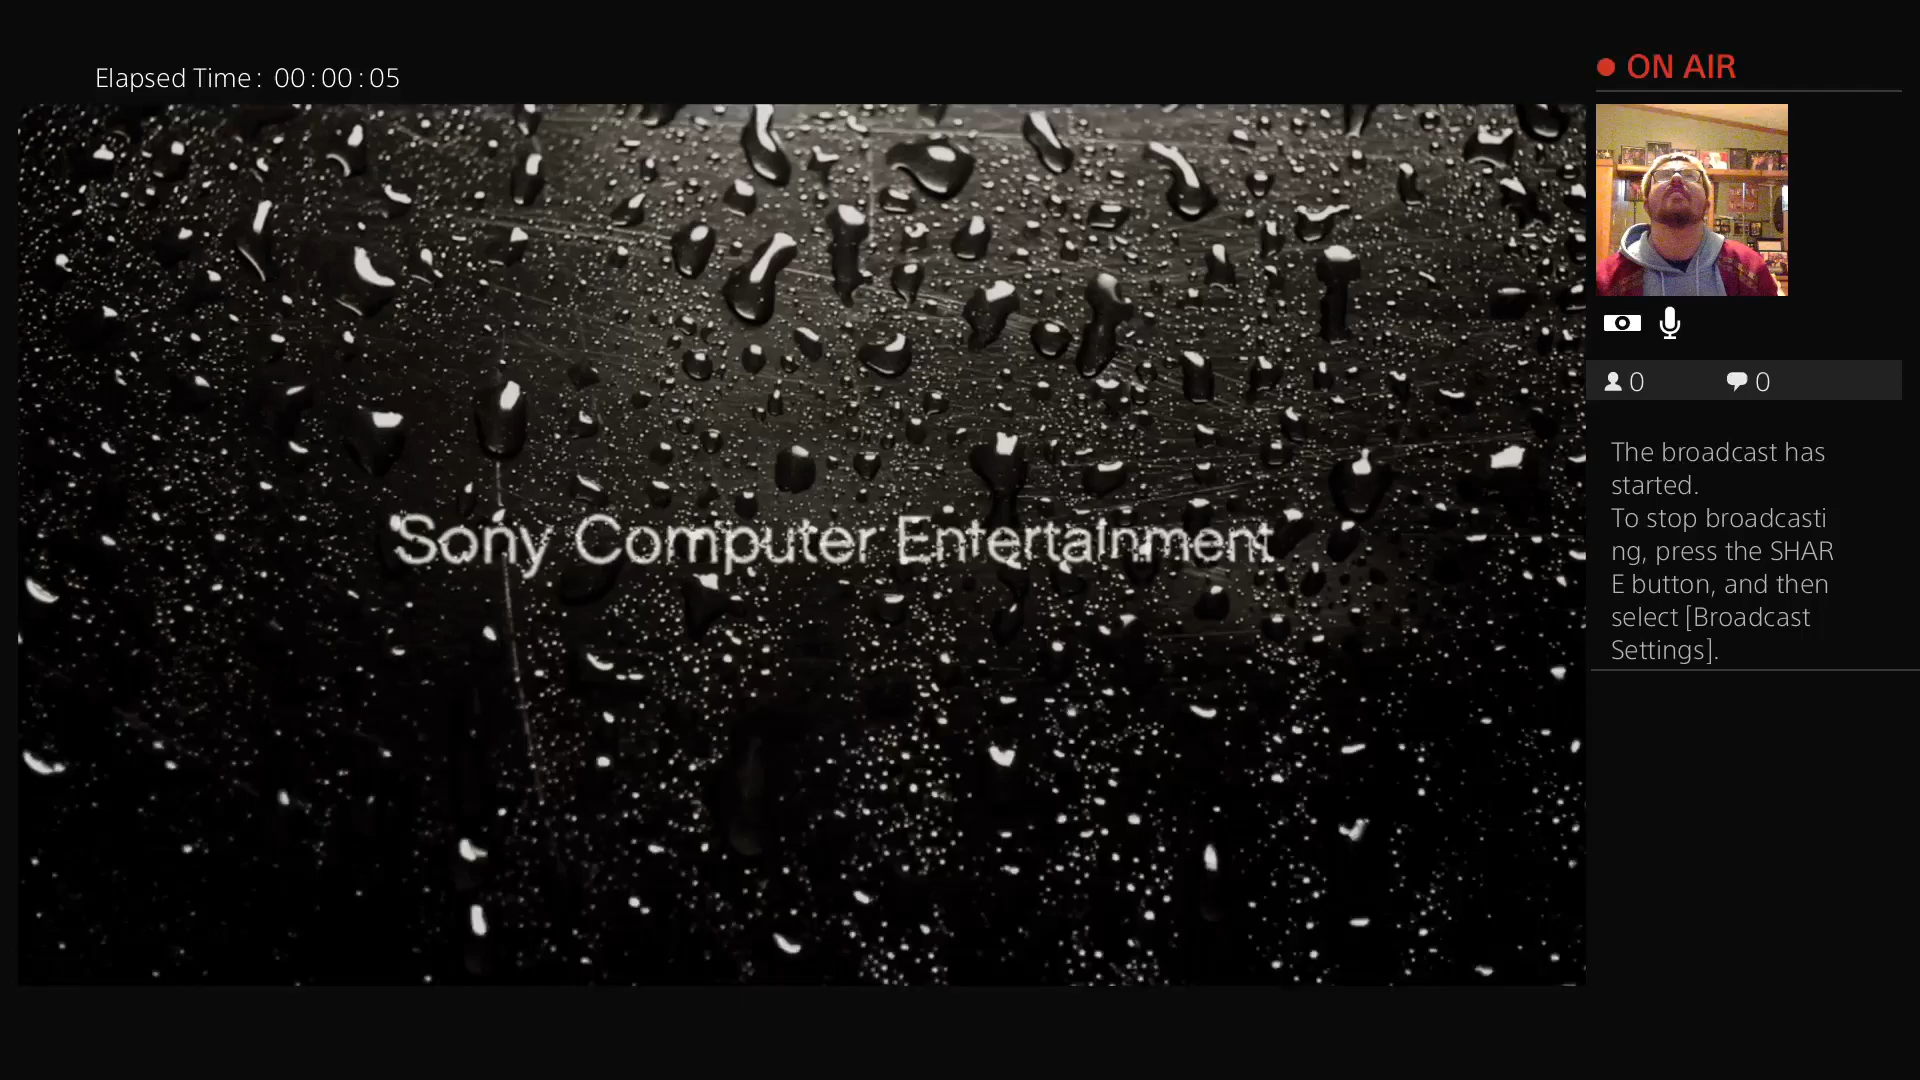 Elapsed Time: 00:00:05
ON AIR
0 0
Sony Computer Entertainment
The broadcast has
started.
To stop broadcasti
ng, press the SHAR
E button, and then
select [Broadcast
Settings].